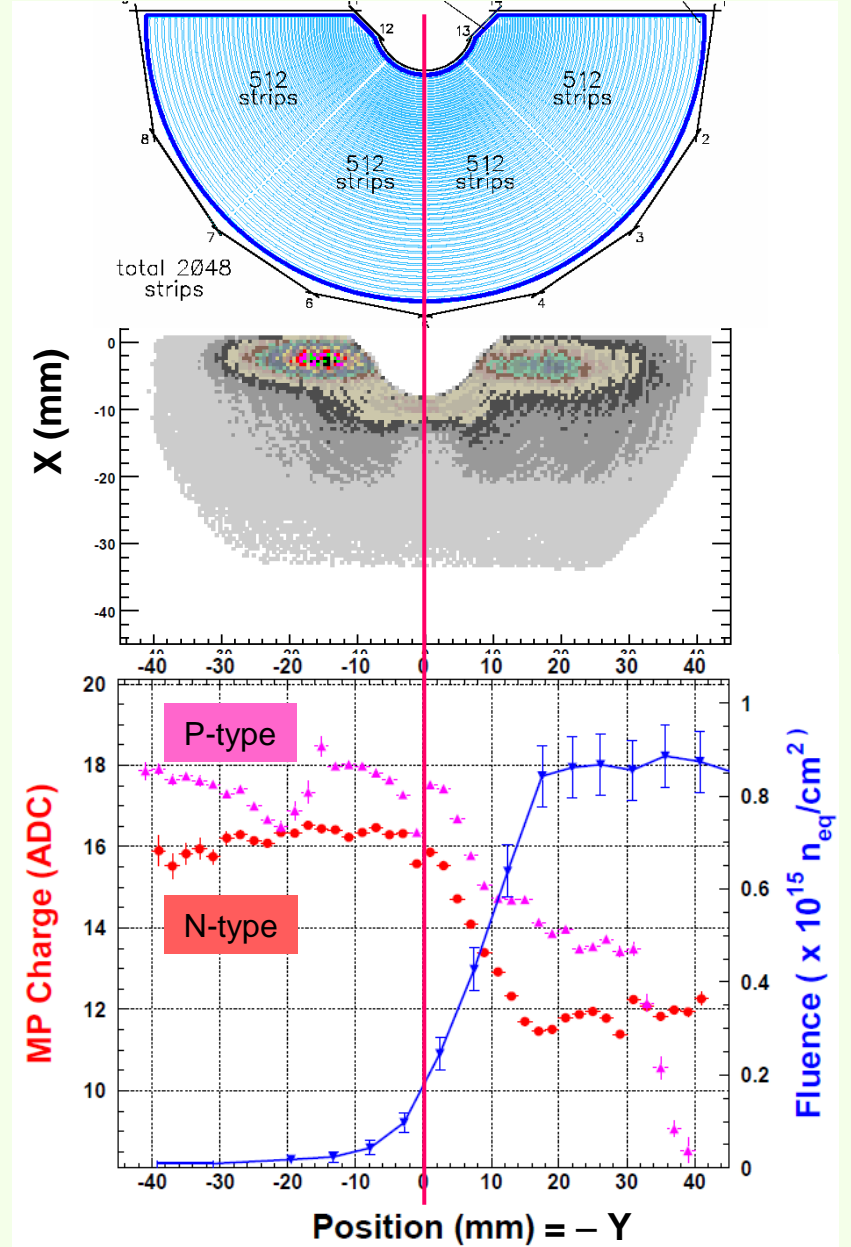 12
13
512
strips
512
strips
512
strips
512
strips
8
2
7
3
total 2048
strips
6
4
X (mm)
0
-10
-20
-30
-40
-40 -30 -20 -10 0 10 20 30 40
20
18
16
14
12
10
MP Charge (ADC)
P-type
N-type
1
0.8
0.6
0.4
0.2
0
Fluence ( x 10¹⁵ n_eq/cm² )
-40 -30 -20 -10 0 10 20 30 40
Position (mm) = – Y